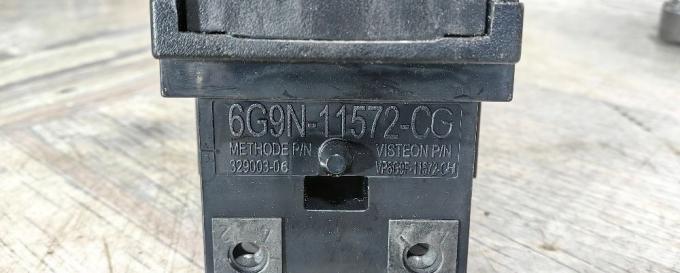 6G9N-11572-CG
METHODE P/N VISTEON P/N
329003-06